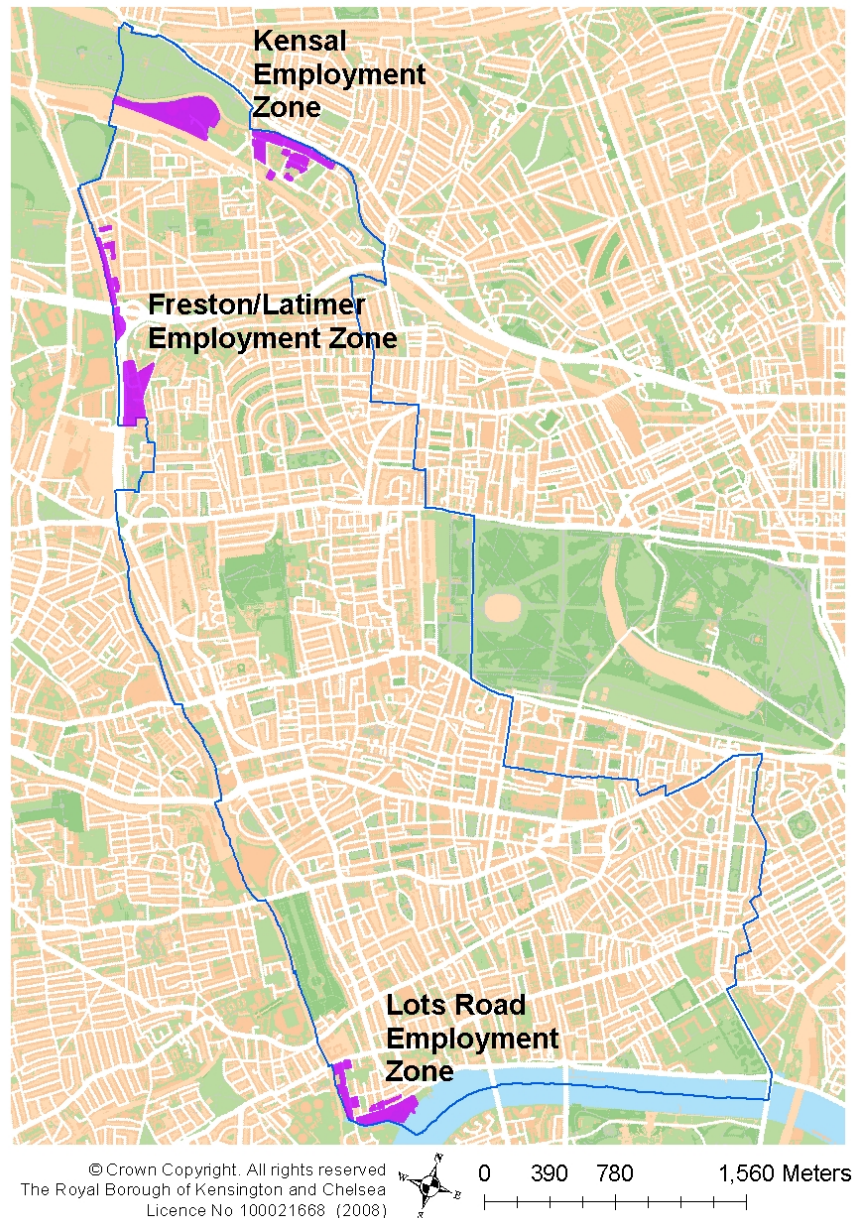 Kensal
Employment
Zone
Freston/Latimer
Employment Zone
Lots Road
Employment
Zone
© Crown Copyright. All rights reserved
The Royal Borough of Kensington and Chelsea
Licence No 100021668 (2008)
N
W
E
S
0 390 780 1,560 Meters